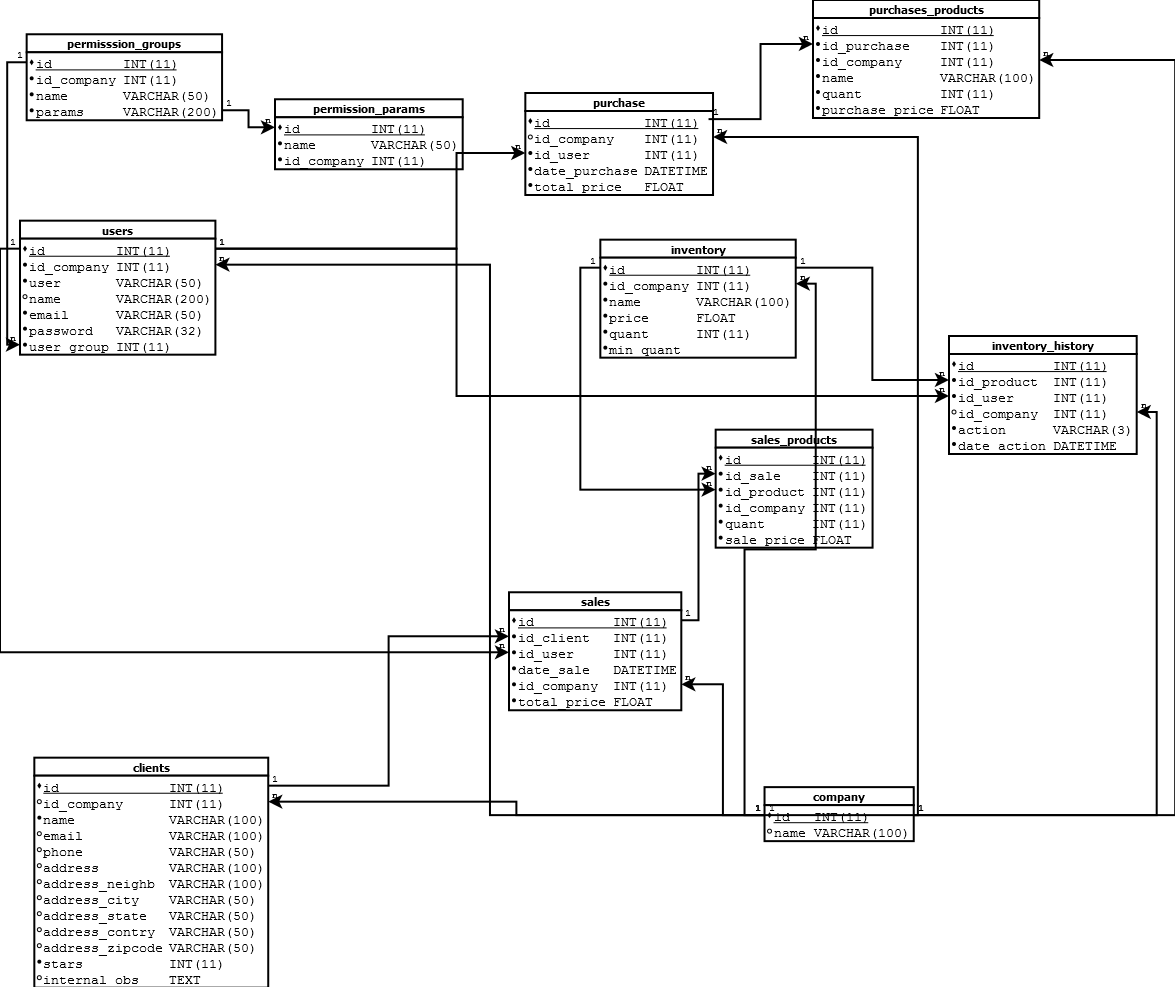 permisssion_groups
id INT(11)
id_company INT(11)
name VARCHAR(50)
params VARCHAR(200)
1
1
permission_params
id INT(11)
name VARCHAR(50)
id_company INT(11)
n
purchase
id INT(11)
id_company INT(11)
id_user INT(11)
date_purchase DATETIME
total_price FLOAT
1
n
n
purchases_products
id INT(11)
id_purchase INT(11)
id_company INT(11)
name VARCHAR(100)
quant INT(11)
purchase_price FLOAT
n
n
users
id INT(11)
id_company INT(11)
user VARCHAR(50)
name VARCHAR(200)
email VARCHAR(50)
password VARCHAR(32)
user_group INT(11)
1
1
n
n
inventory
id INT(11)
id_company INT(11)
name VARCHAR(100)
price FLOAT
quant INT(11)
min_quant
1
1
n
inventory_history
id INT(11)
id_product INT(11)
id_user INT(11)
id_company INT(11)
action VARCHAR(3)
date_action DATETIME
n
n
n
sales_products
id INT(11)
id_sale INT(11)
id_product INT(11)
id_company INT(11)
quant INT(11)
sale_price FLOAT
n
n
sales
id INT(11)
id_client INT(11)
id_user INT(11)
date_sale DATETIME
id_company INT(11)
total_price FLOAT
1
n
n
n
clients
id INT(11)
id_company INT(11)
name VARCHAR(100)
email VARCHAR(100)
phone VARCHAR(50)
address VARCHAR(100)
address_neighb VARCHAR(100)
address_city VARCHAR(50)
address_state VARCHAR(50)
address_contry VARCHAR(50)
address_zipcode VARCHAR(50)
stars INT(11)
internal_obs TEXT
1
n
company
id INT(11)
name VARCHAR(100)
1
1
1